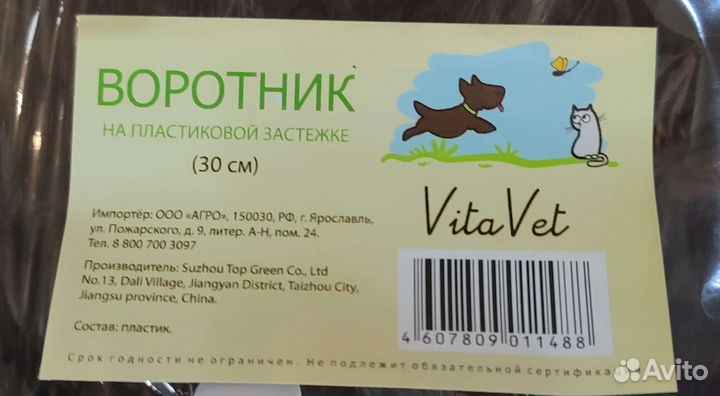 ВОРОТНИК
НА ПЛАСТИКОВОЙ ЗАСТЕЖКЕ
(30 см)
Импортёр: ООО «АГРО», 150030, РФ, г. Ярославль,
ул. Пожарского, д. 9, литер. А-Н, пом. 24.
Тел. 8 800 700 3097
Производитель: Suzhou Top Green Co., Ltd
No.13, Dali Village, Jiangyan District, Taizhou City,
Jiangsu province, China.
Состав: пластик.
VitaVet
4 607809 011488
Срок годности не ограничен. Не подлежит обязательной сертификации
Avito